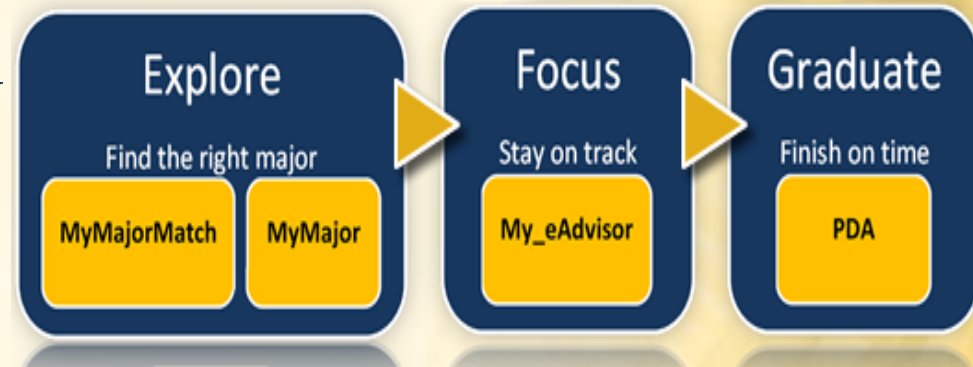 Explore
Find the right major
MyMajorMatch
MyMajor
Focus
Stay on track
My_eAdvisor
Graduate
Finish on time
PDA